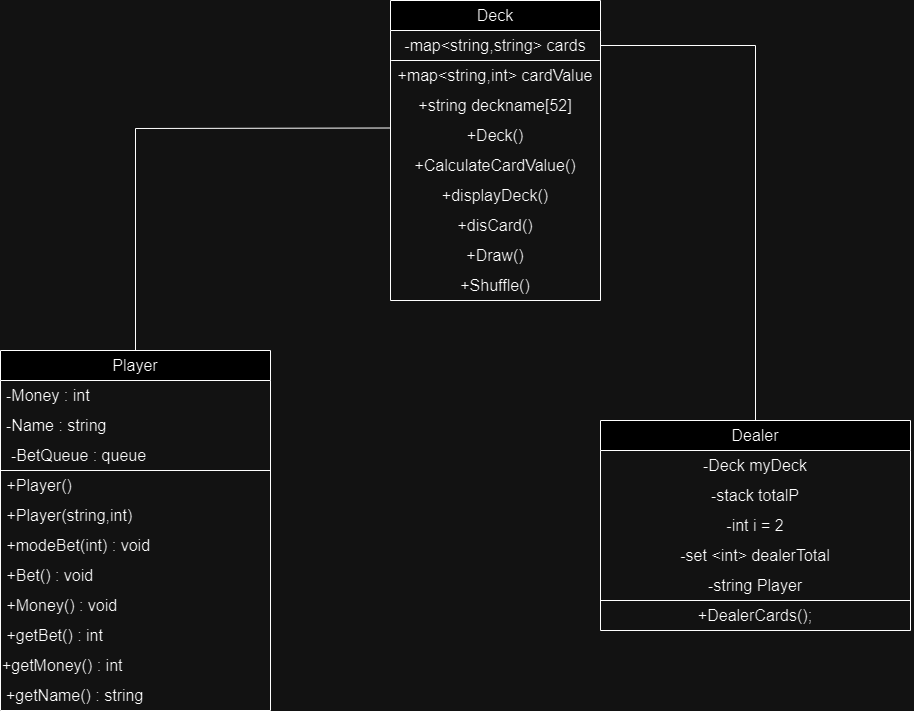 Deck
-map<string,string> cards
+map<string,int> cardValue
+string deckname[52]
+Deck()
+CalculateCardValue()
+displayDeck()
+disCard()
+Draw()
+Shuffle()
Player
-Money : int
-Name : string
-BetQueue : queue
+Player()
+Player(string,int)
+modeBet(int) : void
+Bet() : void
+Money() : void
+getBet() : int
+getMoney() : int
+getName() : string
Dealer
-Deck myDeck
-stack totalP
-int i = 2
-set <int> dealerTotal
-string Player
+DealerCards();